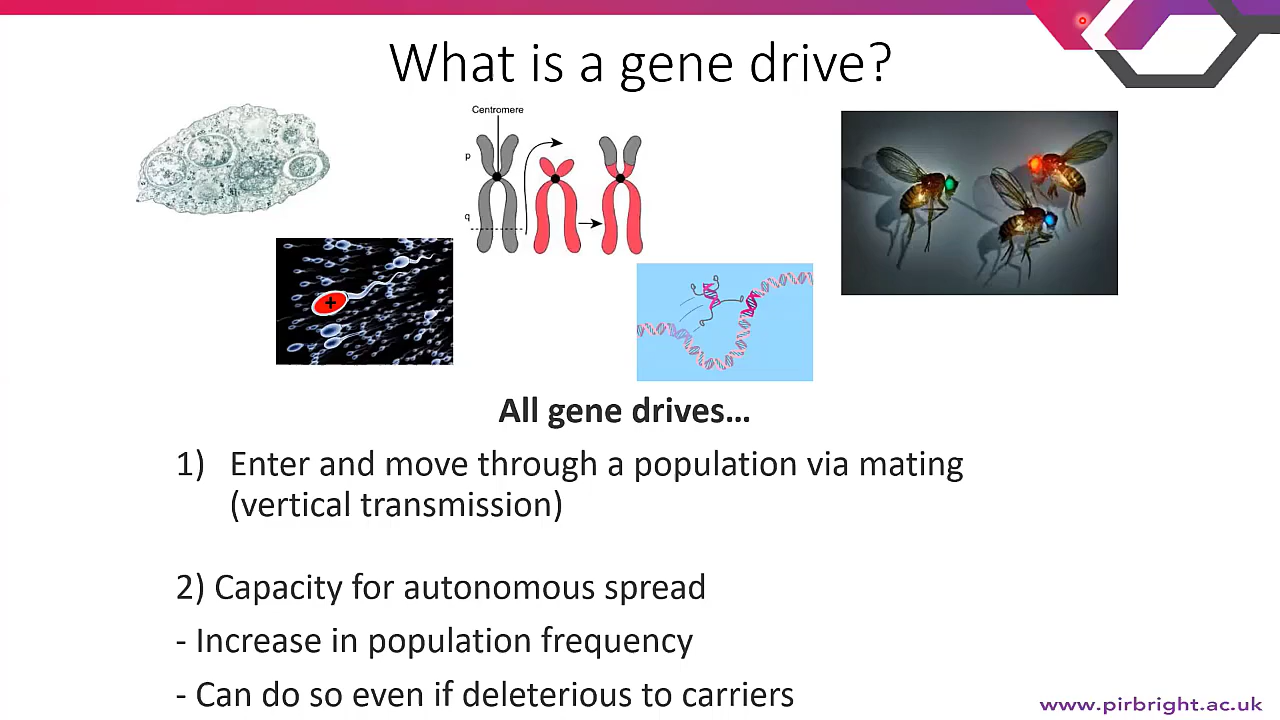 What is a gene drive?
Centromere
p
q
+
All gene drives...
1) Enter and move through a population via mating
(vertical transmission)
2) Capacity for autonomous spread
- Increase in population frequency
- Can do so even if deleterious to carriers
www.pirbright.ac.uk